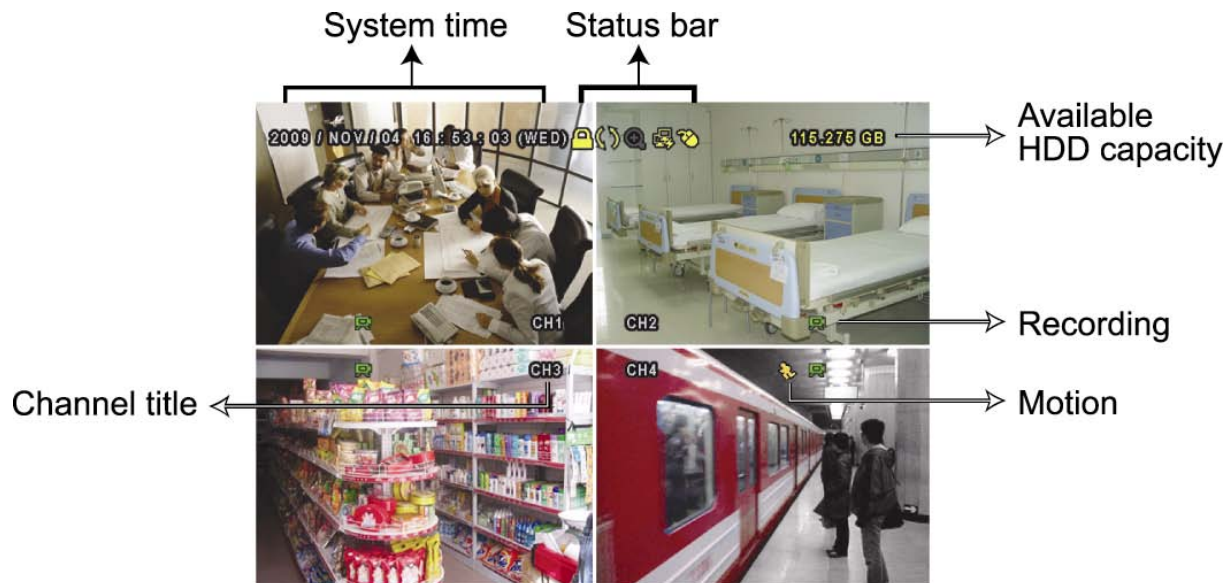 System time
Status bar
2009 / NOV / 04 16 : 53 : 03 (WED)
115.275 GB
Available
HDD capacity
CH1
CH2
Recording
CH3
CH4
Channel title
Motion